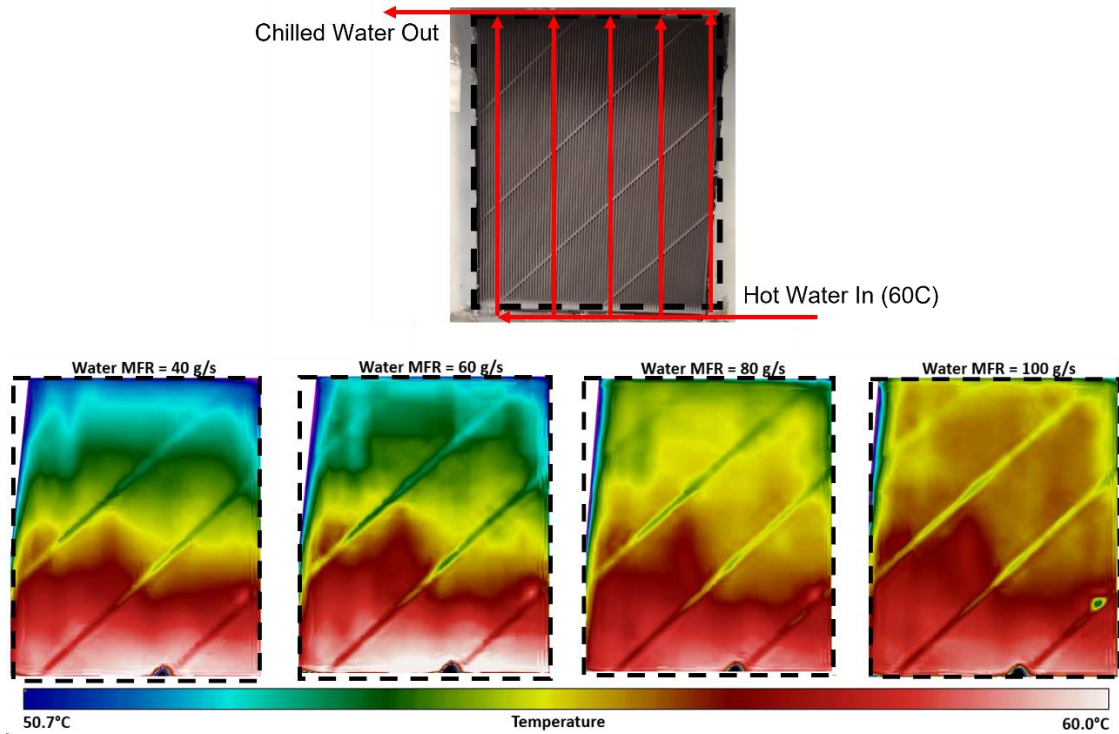 Chilled Water Out
Hot Water In (60C)
Water MFR = 40 g/s
Water MFR = 60 g/s
Water MFR = 80 g/s
Water MFR = 100 g/s
50.7°C
Temperature
60.0°C